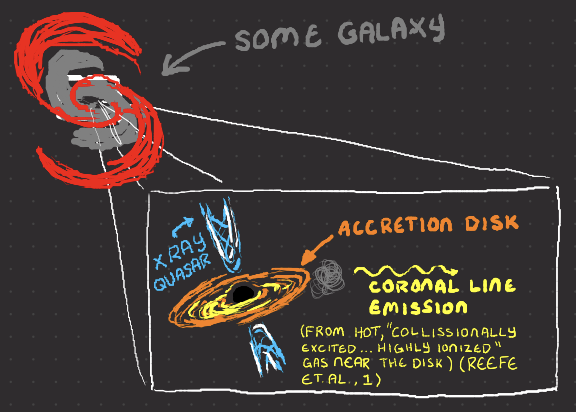 SOME GALAXY
XRAY
QUASAR
ACCRETION DISK
CORONAL LINE
EMISSION
(FROM HOT, "COLLISSIONALLY
EXCITED... HIGHLY IONIZED"
GAS NEAR THE DISK) (REEFE
ET. AL., 1)